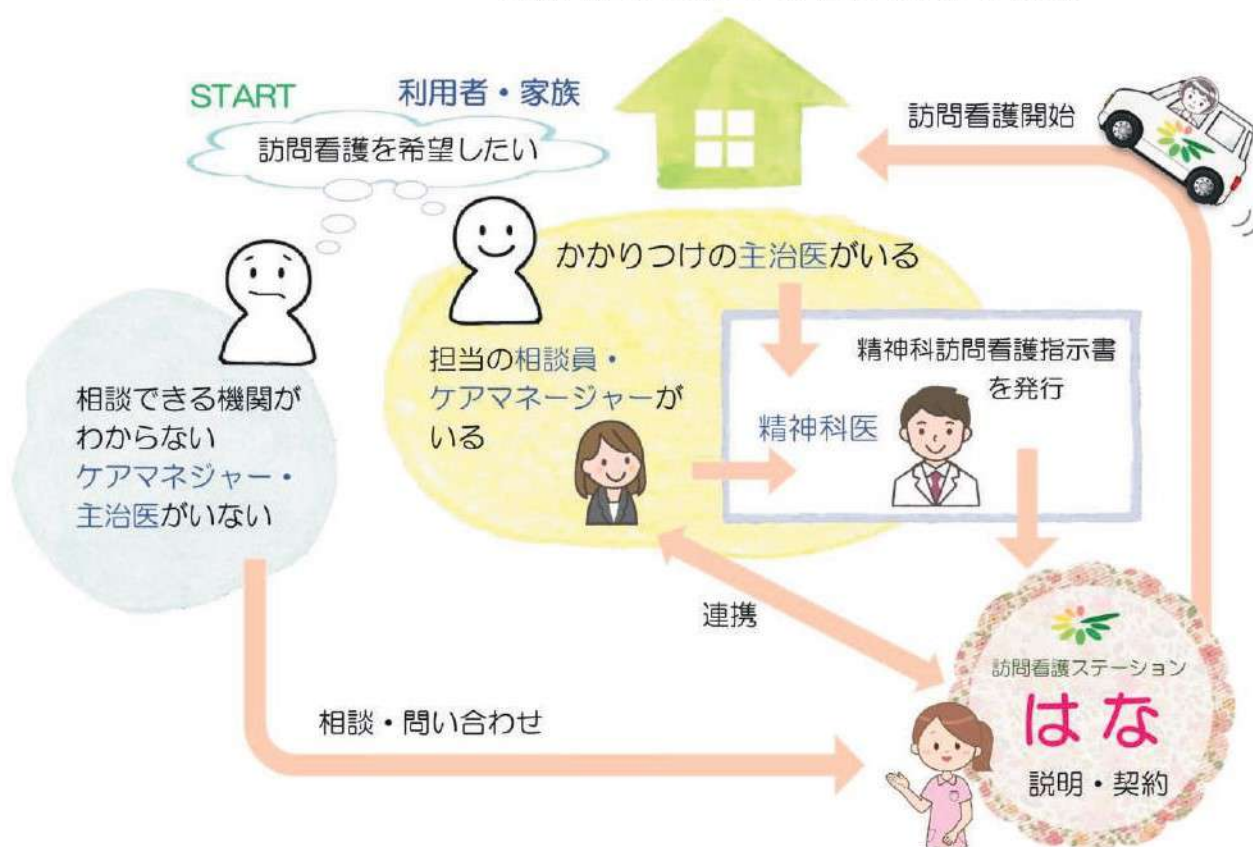 START
利用者・家族
訪問看護を希望したい
訪問看護開始
かかりつけの主治医がいる
担当の相談員・
ケアマネージャーが
いる
精神科訪問看護指示書
を発行
精神科医
相談できる機関が
わからない
ケアマネジャー・
主治医がいない
連携
相談・問い合わせ
訪問看護ステーション
はな
説明・契約